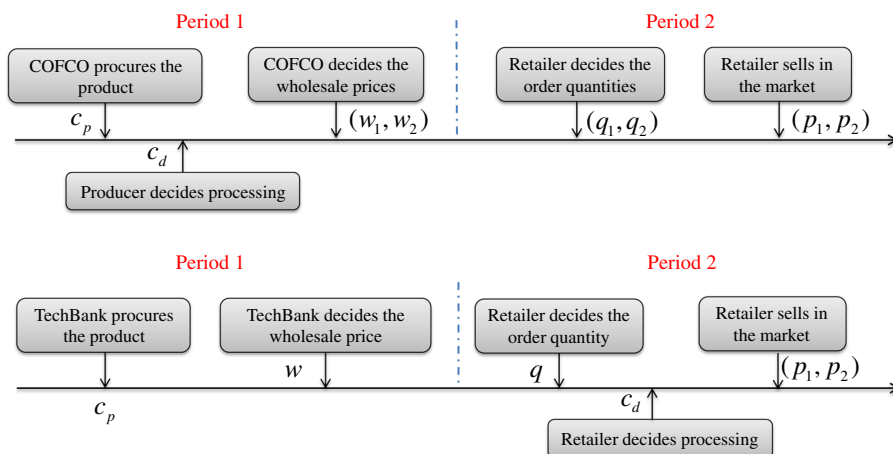 Period 1
Period 2
COFCO procures the
product
COFCO decides the
wholesale prices
Retailer decides the
order quantities
Retailer sells in
the market
c_p
(w_1, w_2)
(q_1, q_2)
(p_1, p_2)
c_d
Producer decides processing
Period 1
Period 2
TechBank procures
the product
TechBank decides the
wholesale price
Retailer decides the
order quantity
Retailer sells in
the market
w
q
(p_1, p_2)
c_p
c_d
Retailer decides processing